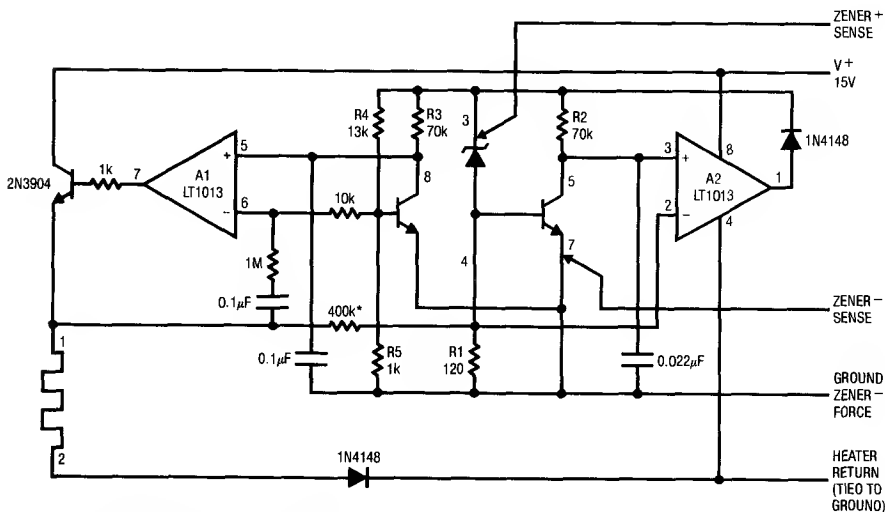 ZENER +
SENSE
V+
15V
R4
13k
R3
70k
3
R2
70k
1N4148
2N3904
1k
7
A1
LT1013
+
5
−
6
8
5
3
+
A2
LT1013
8
1
2
−
4
10k
1M
0.1µF
4
7
400k*
ZENER −
SENSE
0.1µF
R5
1k
R1
120
0.022µF
GROUND
ZENER −
FORCE
1
2
1N4148
HEATER
RETURN
(TIEO TO
GROUNO)